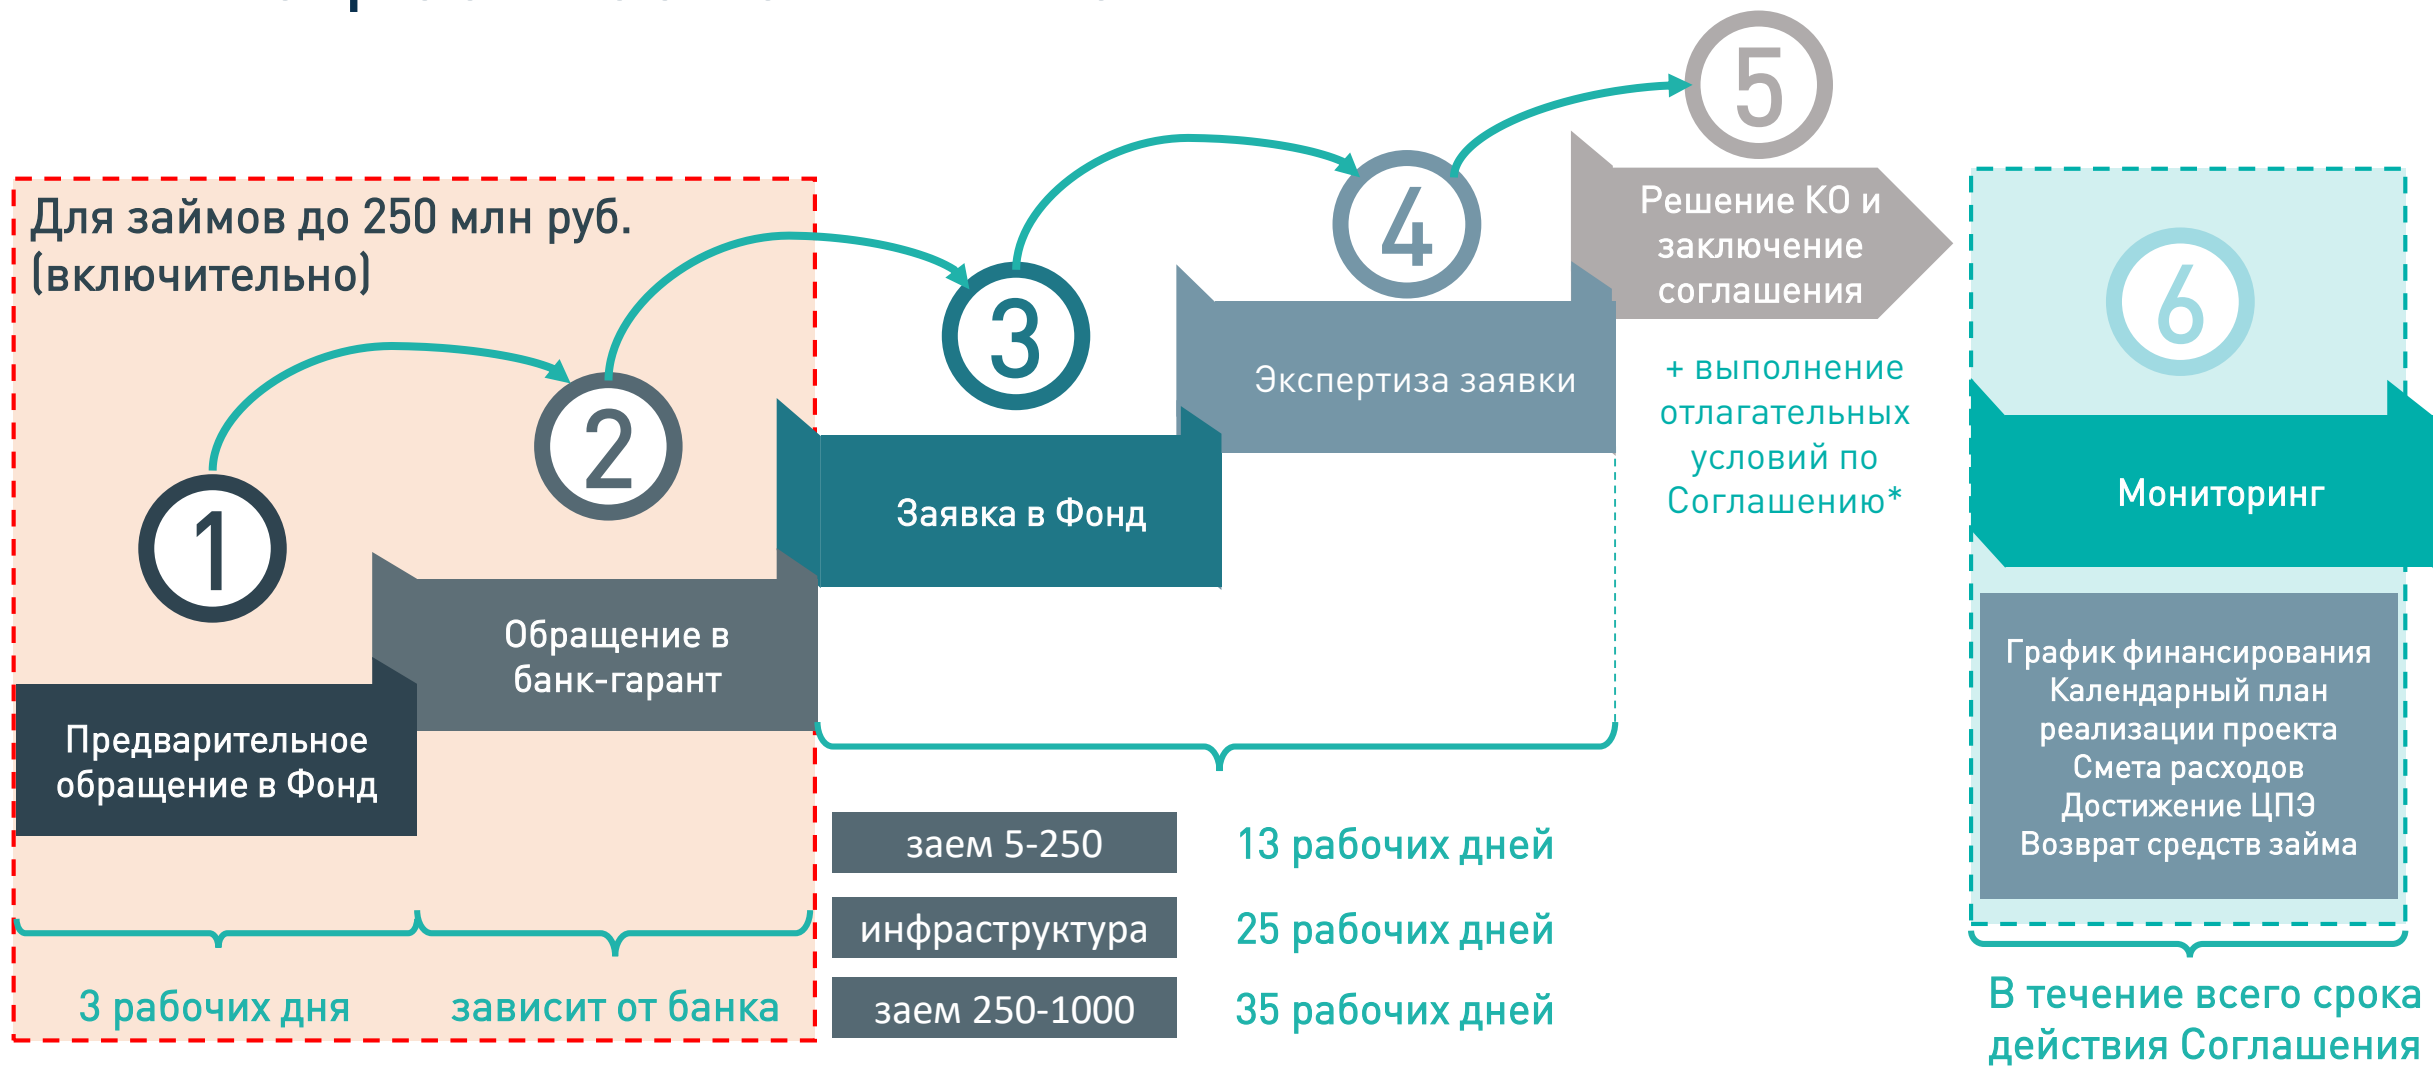 Для займов до 250 млн руб.
(включительно)
1
Предварительное
обращение в Фонд
3 рабочих дня
2
Обращение в
банк-гарант
зависит от банка
3
Заявка в Фонд
4
Экспертиза заявки
заем 5-250
13 рабочих дней
инфраструктура
25 рабочих дней
заем 250-1000
35 рабочих дней
5
Решение КО и
заключение
соглашения
+ выполнение
отлагательных
условий по
Соглашению*
6
Мониторинг
График финансирования
Календарный план
реализации проекта
Смета расходов
Достижение ЦПЭ
Возврат средств займа
В течение всего срока
действия Соглашения